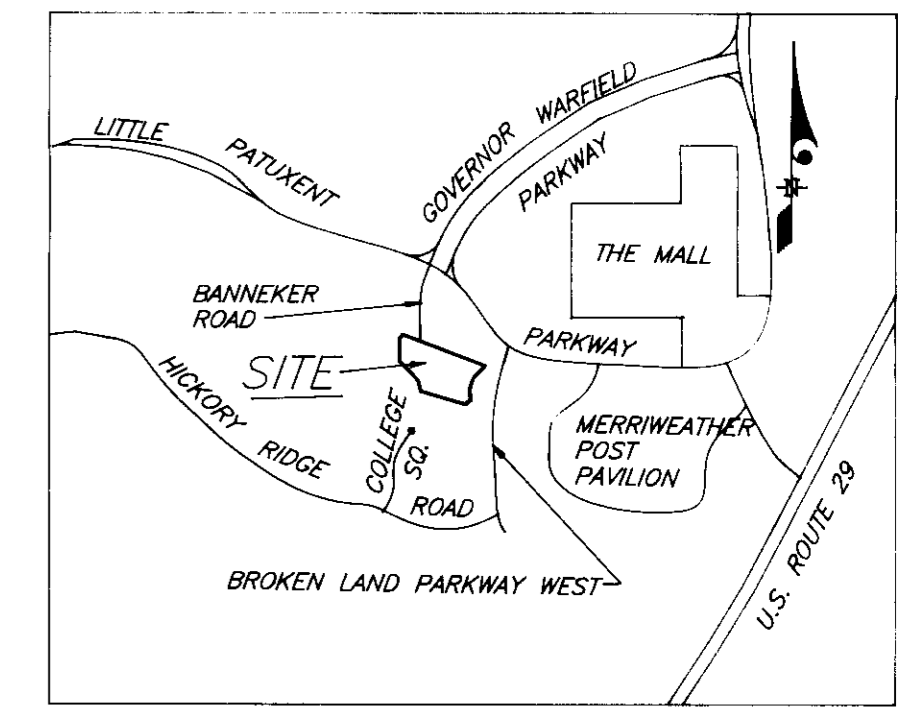 LITTLE
PATUXENT
GOVERNOR WARFIELD
PARKWAY
N
THE MALL
BANNEKER
ROAD
PARKWAY
SITE
HICKORY
RIDGE
ROAD
COLLEGE
SQ.
MERRIWEATHER
POST
PAVILION
BROKEN LAND PARKWAY WEST
U.S. ROUTE 29